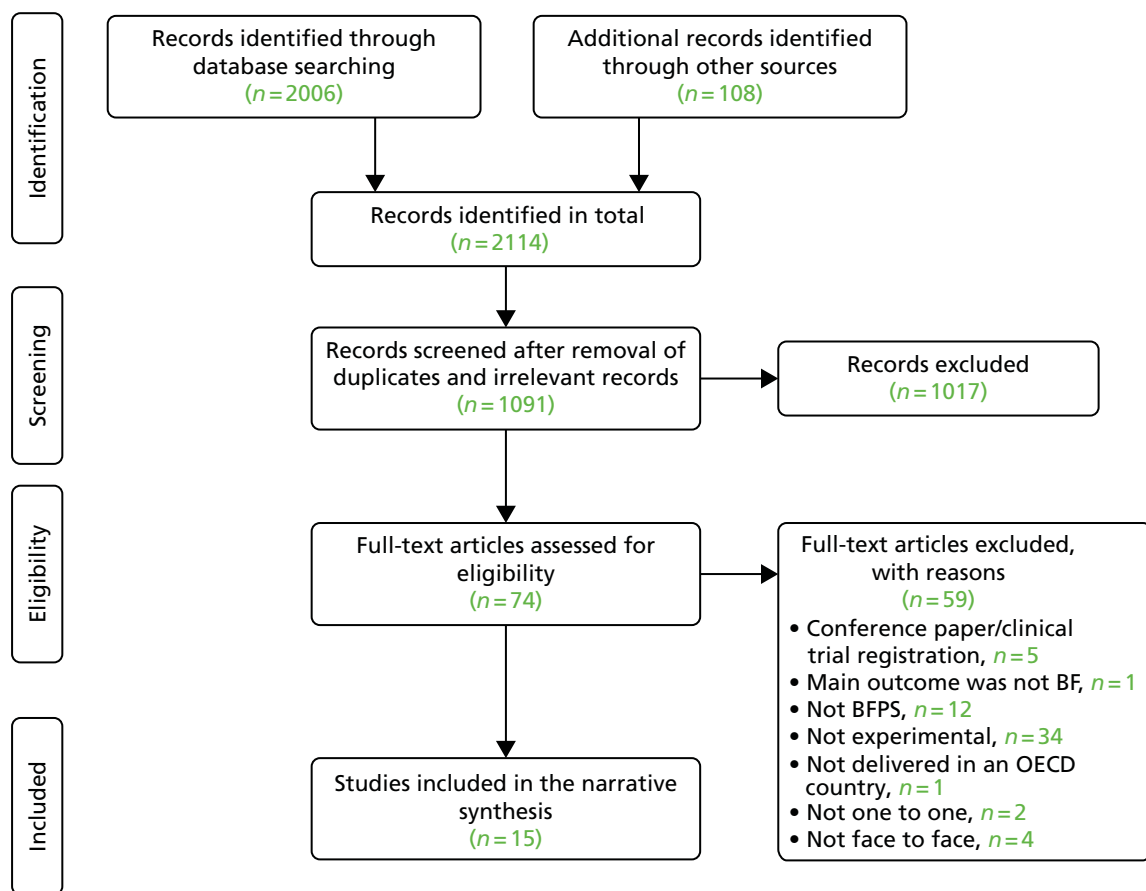 Identification
Records identified through
database searching
(n=2006)
Additional records identified
through other sources
(n=108)
Records identified in total
(n=2114)
Screening
Records screened after removal of
duplicates and irrelevant records
(n=1091)
Records excluded
(n=1017)
Eligibility
Full-text articles assessed for
eligibility
(n=74)
Full-text articles excluded,
with reasons
(n=59)
• Conference paper/clinical
trial registration, n=5
• Main outcome was not BF, n=1
• Not BFPS, n=12
• Not experimental, n=34
• Not delivered in an OECD
country, n=1
• Not one to one, n=2
• Not face to face, n=4
Included
Studies included in the narrative
synthesis
(n=15)